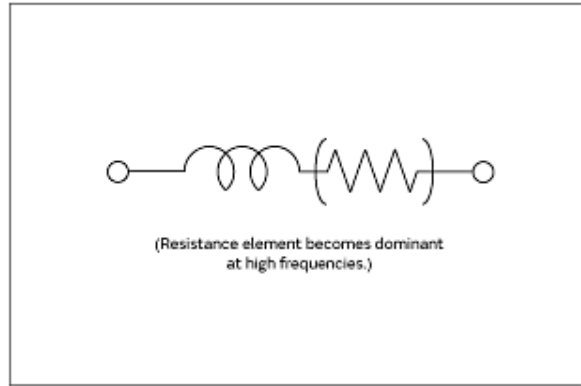 (Resistance element becomes dominant
at high frequencies.)